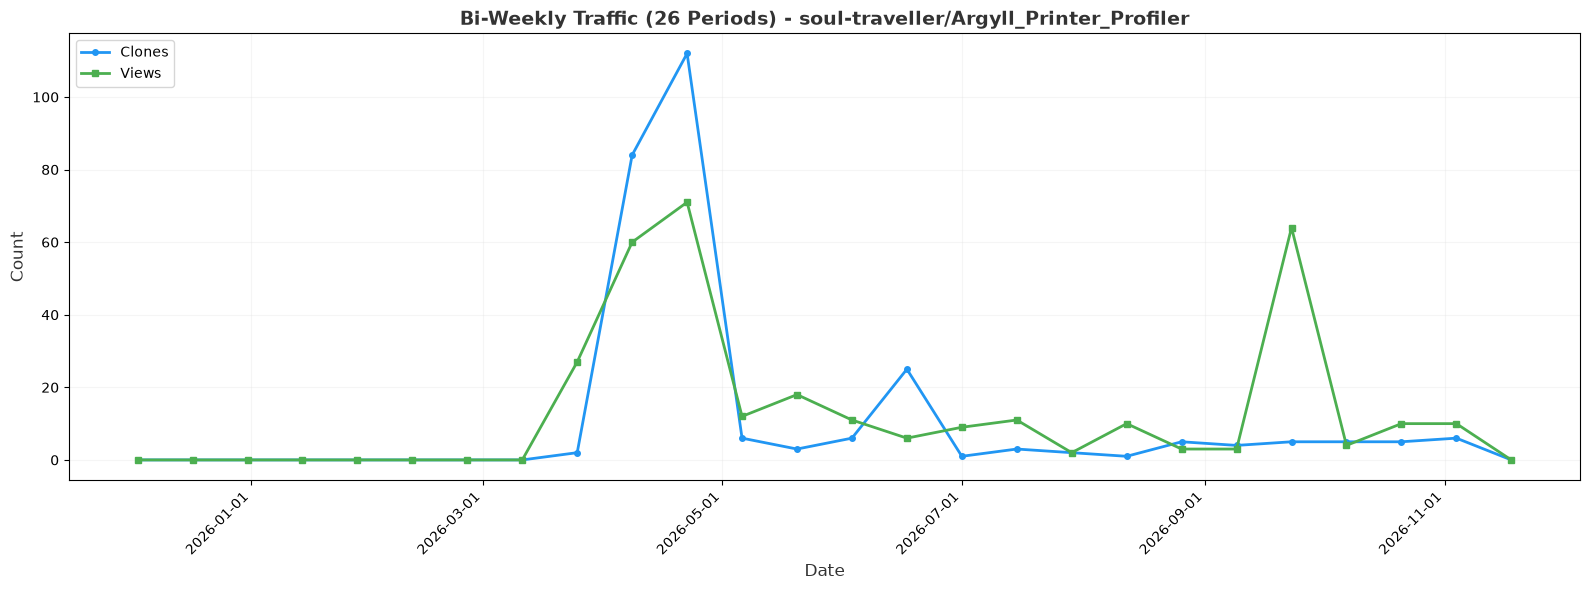 Bi-Weekly Traffic (26 Periods) - soul-traveller/Argyll_Printer_Profiler
Clones
Views
100
80
60
40
20
0
Count
2026-01-01
2026-03-01
2026-05-01
2026-07-01
2026-09-01
2026-11-01
Date